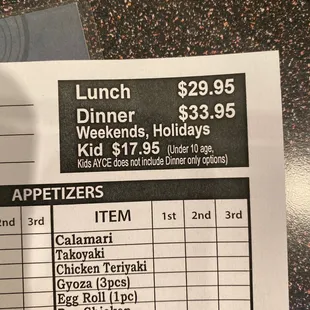 Lunch $29.95
Dinner $33.95
Weekends, Holidays
Kid $17.95 (Under 10 age,
Kids AYCE does not include Dinner only options)
APPETIZERS
2nd 3rd ITEM 1st 2nd 3rd
Calamari
Takoyaki
Chicken Teriyaki
Gyoza (3pcs)
Egg Roll (1pc)